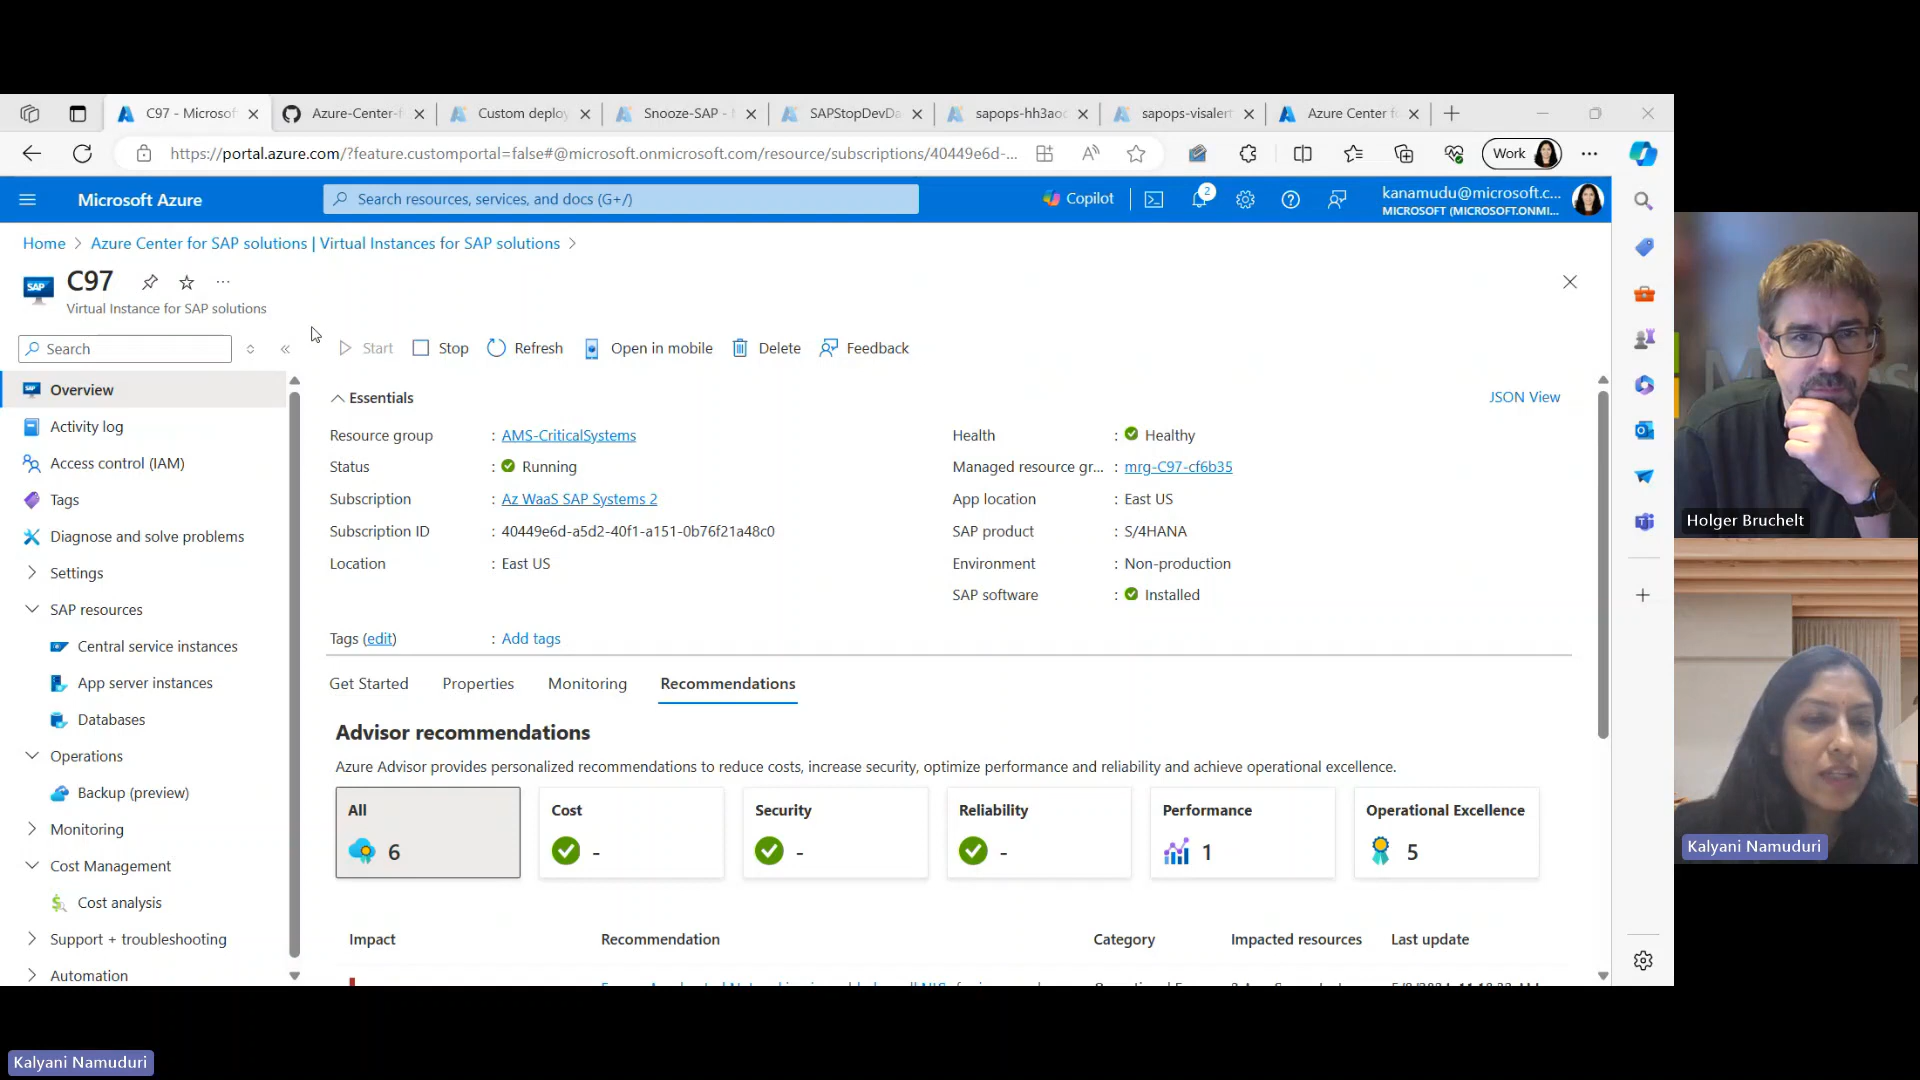 C97 - Microsof
Azure-Center-f
Custom deploy
Snooze-SAP - 
SAPStopDevDa
sapops-hh3aoc
sapops-visalert
Azure Center fo
https://portal.azure.com/?feature.customportal=false#@microsoft.onmicrosoft.com/resource/subscriptions/40449e6d-...
Work
Microsoft Azure
Search resources, services, and docs (G+/)
Copilot
2
kanamudu@microsoft.c...
MICROSOFT (MICROSOFT.ONMI...
Home > Azure Center for SAP solutions | Virtual Instances for SAP solutions >
SAP
C97
Virtual Instance for SAP solutions
Search
Start
Stop
Refresh
Open in mobile
Delete
Feedback
Overview
Activity log
Access control (IAM)
Tags
Diagnose and solve problems
Settings
SAP resources
Central service instances
App server instances
Databases
Operations
Backup (preview)
Monitoring
Cost Management
Cost analysis
Support + troubleshooting
Automation
Essentials
JSON View
Resource group : AMS-CriticalSystems
Status : Running
Subscription : Az WaaS SAP Systems 2
Subscription ID : 40449e6d-a5d2-40f1-a151-0b76f21a48c0
Location : East US
Health : Healthy
Managed resource gr... : mrg-C97-cf6b35
App location : East US
SAP product : S/4HANA
Environment : Non-production
SAP software : Installed
Tags (edit) : Add tags
Get Started
Properties
Monitoring
Recommendations
Advisor recommendations
Azure Advisor provides personalized recommendations to reduce costs, increase security, optimize performance and reliability and achieve operational excellence.
All
6
Cost
-
Security
-
Reliability
-
Performance
1
Operational Excellence
5
Impact
Recommendation
Category
Impacted resources
Last update
Holger Bruchelt
Kalyani Namuduri
Kalyani Namuduri